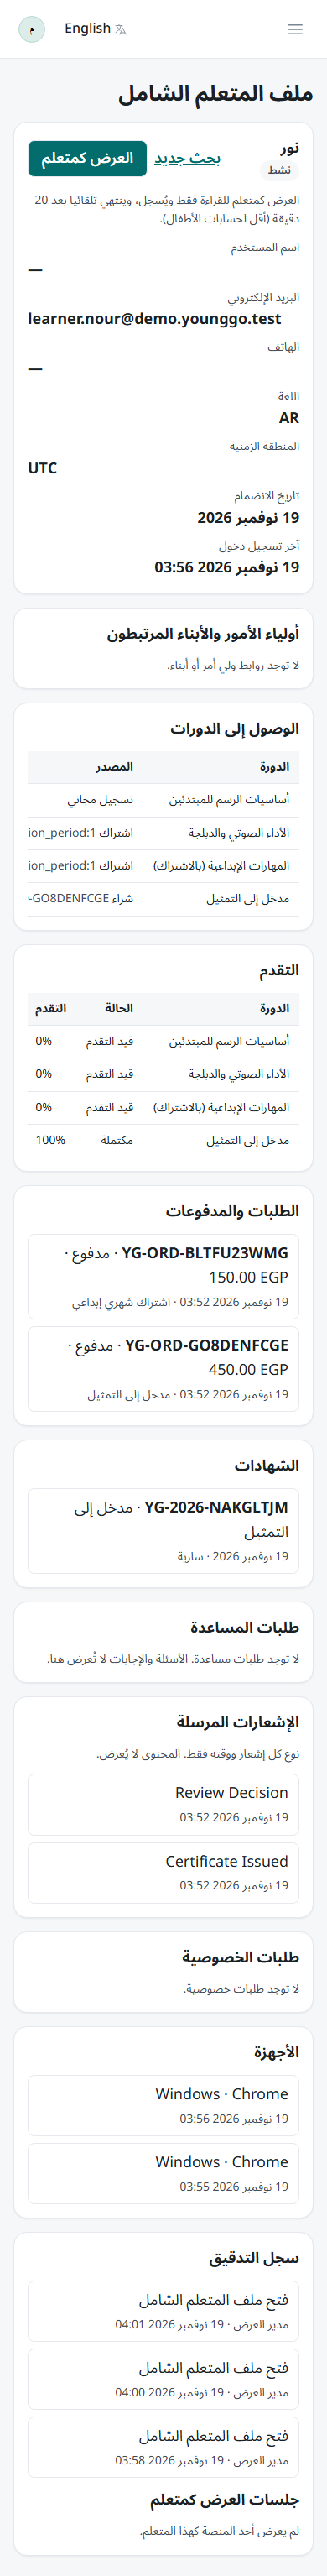 م
English
ملف المتعلم الشامل
نور
نشط
بحث جديد
العرض كمتعلم
العرض كمتعلم للقراءة فقط ويُسجل، وينتهي تلقائيا بعد 20
دقيقة (أقل لحسابات الأطفال).
اسم المستخدم
—
البريد الإلكتروني
learner.nour@demo.younggo.test
الهاتف
—
اللغة
AR
المنطقة الزمنية
UTC
تاريخ الانضمام
19 نوفمبر 2026
آخر تسجيل دخول
19 نوفمبر 2026 03:56
أولياء الأمور والأبناء المرتبطون
لا توجد روابط ولي أمر أو أبناء.
الوصول إلى الدورات
الدورة المصدر
أساسيات الرسم للمبتدئين تسجيل مجاني
الأداء الصوتي والدبلجة اشتراك ion_period:1
المهارات الإبداعية (بالاشتراك) اشتراك ion_period:1
مدخل إلى التمثيل شراء -GO8DENFCGE
التقدم
الدورة الحالة التقدم
أساسيات الرسم للمبتدئين قيد التقدم 0%
الأداء الصوتي والدبلجة قيد التقدم 0%
المهارات الإبداعية (بالاشتراك) قيد التقدم 0%
مدخل إلى التمثيل مكتملة 100%
الطلبات والمدفوعات
YG-ORD-BLTFU23WMG · مدفوع ·
150.00 EGP
19 نوفمبر 2026 03:52 · اشتراك شهري إبداعي
YG-ORD-GO8DENFCGE · مدفوع ·
450.00 EGP
19 نوفمبر 2026 03:52 · مدخل إلى التمثيل
الشهادات
YG-2026-NAKGLTJM · مدخل إلى
التمثيل
19 نوفمبر 2026 · سارية
طلبات المساعدة
لا توجد طلبات مساعدة. الأسئلة والإجابات لا تُعرض هنا.
الإشعارات المرسلة
نوع كل إشعار ووقته فقط. المحتوى لا يُعرض.
Review Decision
19 نوفمبر 2026 03:52
Certificate Issued
19 نوفمبر 2026 03:52
طلبات الخصوصية
لا توجد طلبات خصوصية.
الأجهزة
Windows · Chrome
19 نوفمبر 2026 03:56
Windows · Chrome
19 نوفمبر 2026 03:55
سجل التدقيق
فتح ملف المتعلم الشامل
مدير العرض · 19 نوفمبر 2026 04:01
فتح ملف المتعلم الشامل
مدير العرض · 19 نوفمبر 2026 04:00
فتح ملف المتعلم الشامل
مدير العرض · 19 نوفمبر 2026 03:58
جلسات العرض كمتعلم
لم يعرض أحد المنصة كهذا المتعلم.